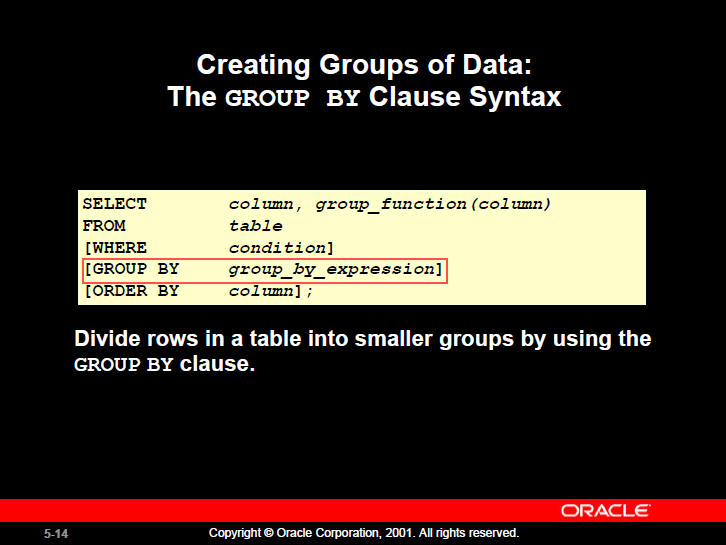 Creating Groups of Data:
The GROUP BY Clause Syntax
SELECT column, group_function(column)
FROM table
[WHERE condition]
[GROUP BY group_by_expression]
[ORDER BY column];
Divide rows in a table into smaller groups by using the
GROUP BY clause.
ORACLE
5-14 Copyright © Oracle Corporation, 2001. All rights reserved.